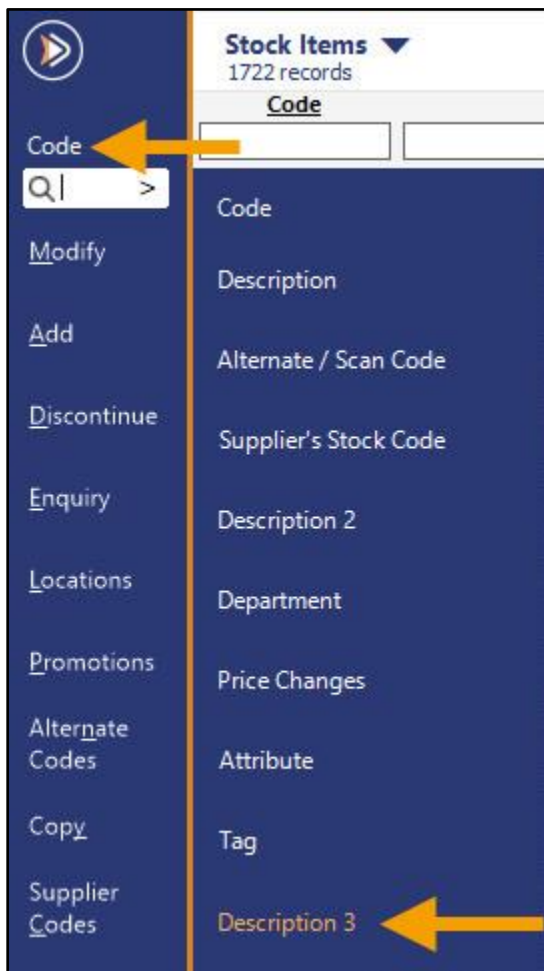 Stock Items
1722 records
Code
Code
>
Modify
Add
Discontinue
Enquiry
Locations
Promotions
Alternate
Codes
Copy
Supplier
Codes
Code
Description
Alternate / Scan Code
Supplier's Stock Code
Description 2
Department
Price Changes
Attribute
Tag
Description 3